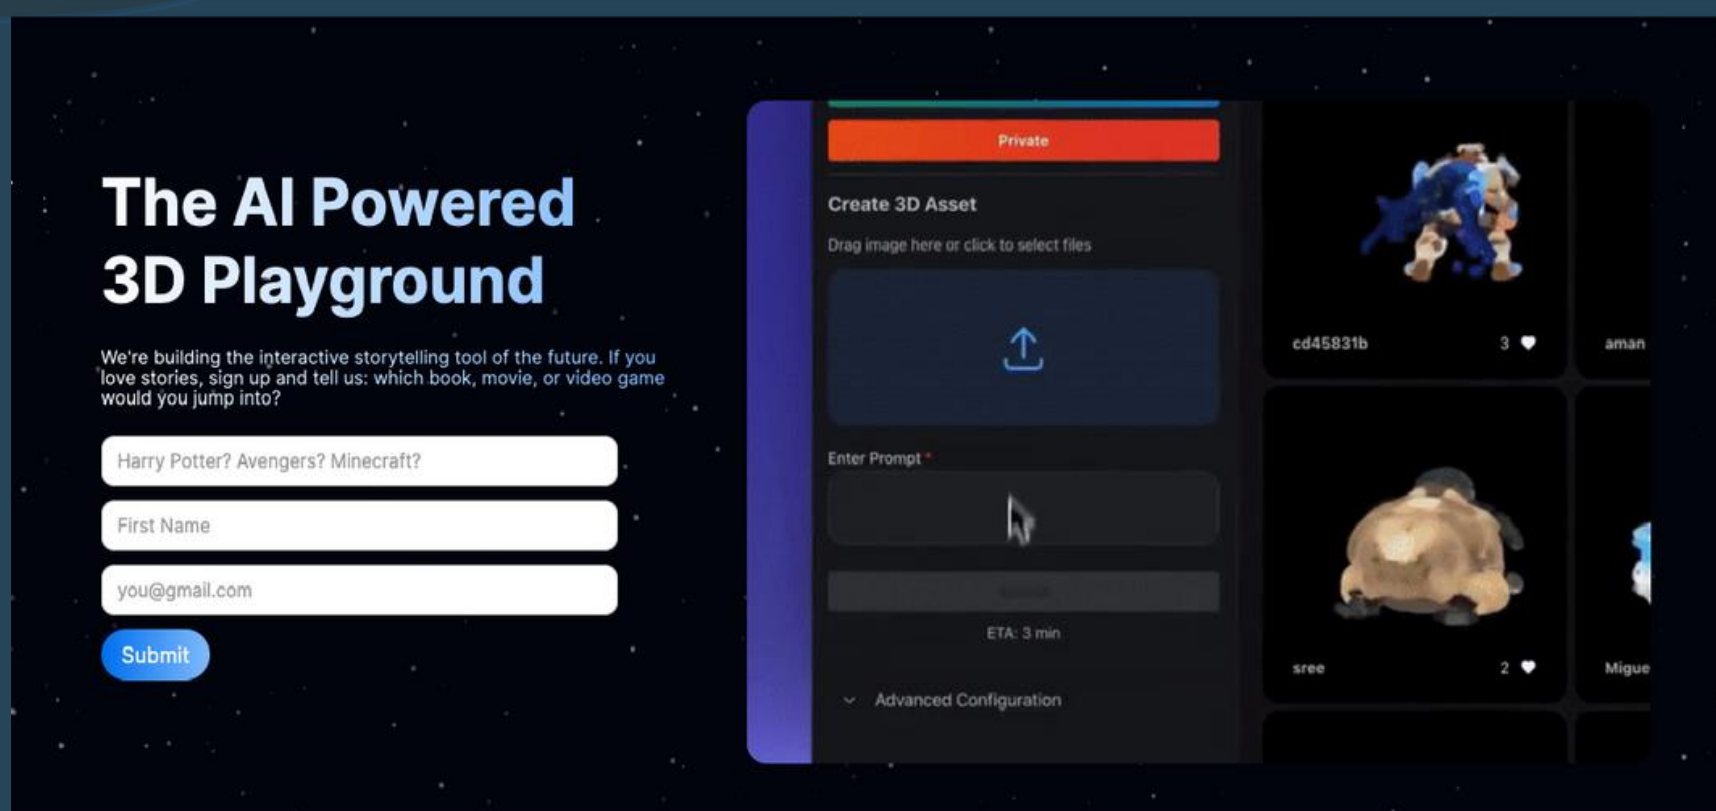 The AI Powered
3D Playground
We're building the interactive storytelling tool of the future. If you
love stories, sign up and tell us: which book, movie, or video game
would you jump into?
Harry Potter? Avengers? Minecraft?
First Name
you@gmail.com
Submit
Private
Create 3D Asset
Drag image here or click to select files
Enter Prompt *
ETA: 3 min
Advanced Configuration
cd45831b 3
aman
sree 2
Migue